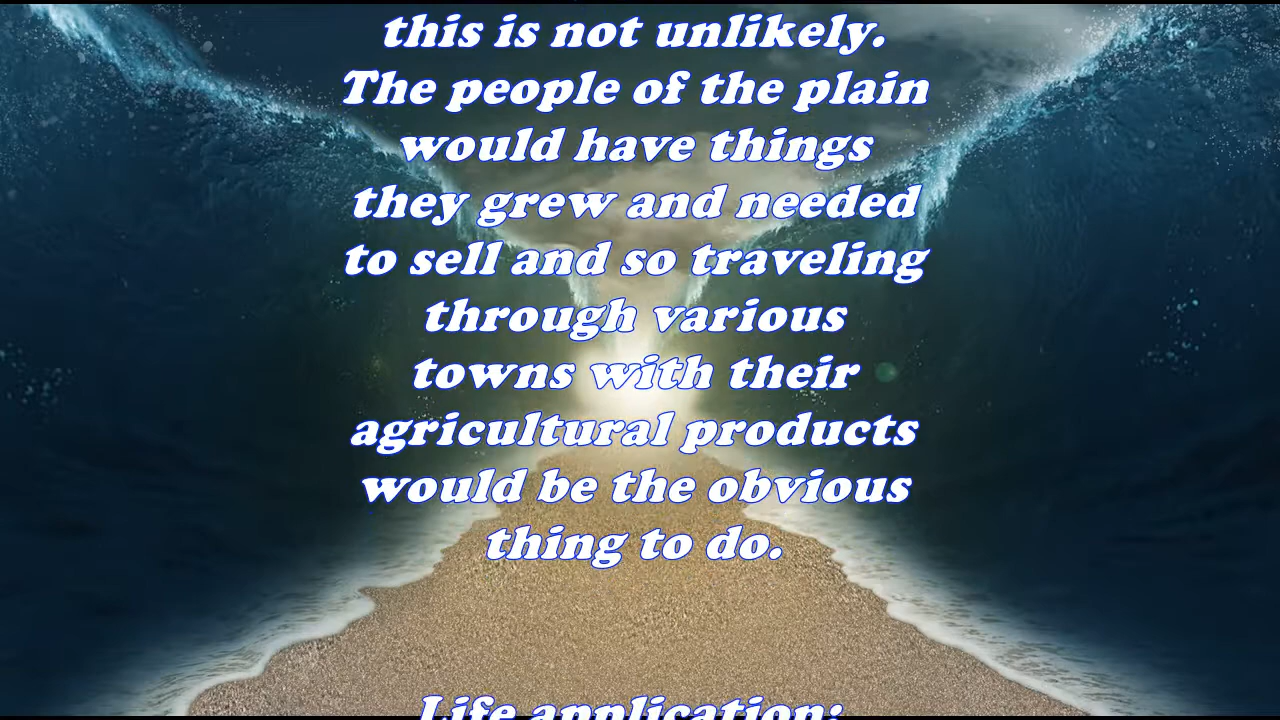 this is not unlikely.
The people of the plain
would have things
they grew and needed
to sell and so traveling
through various
towns with their
agricultural products
would be the obvious
thing to do.
Life application: